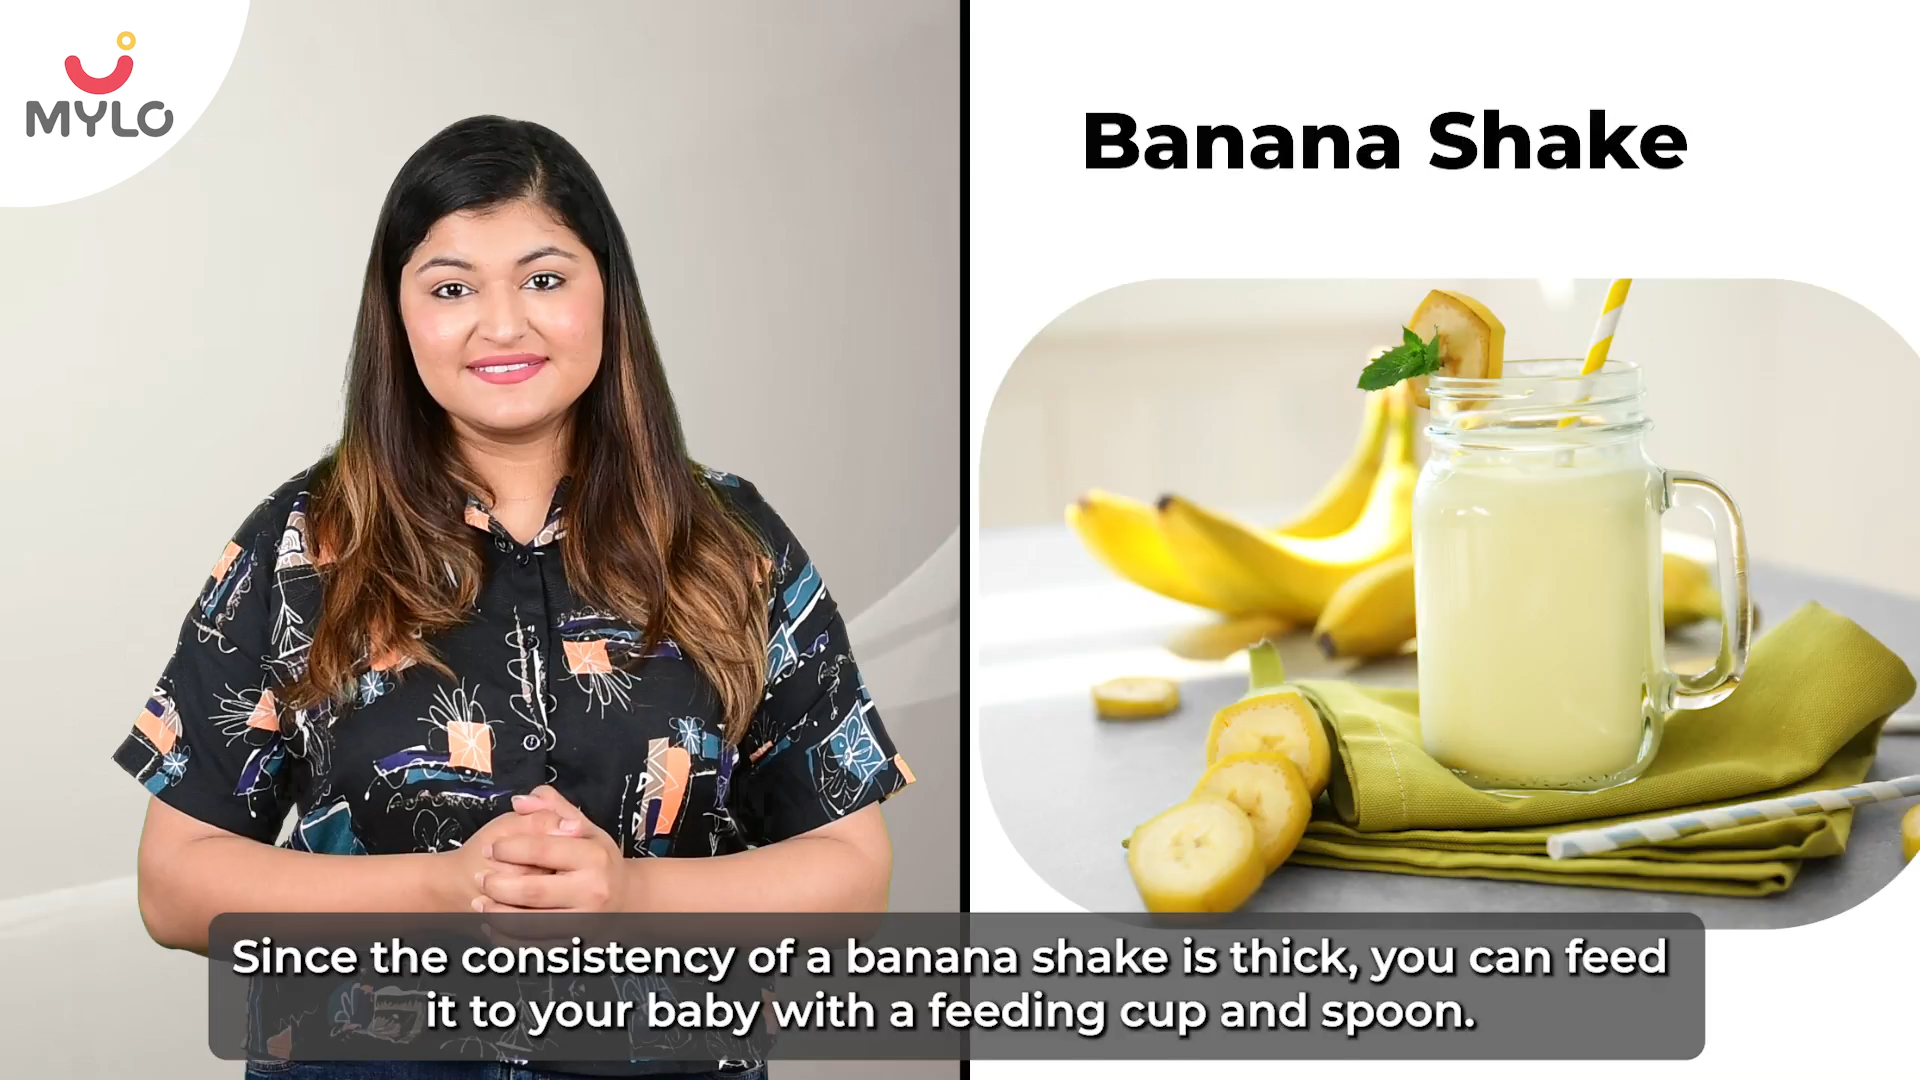 MYLO
Banana Shake
Since the consistency of a banana shake is thick, you can feed
it to your baby with a feeding cup and spoon.